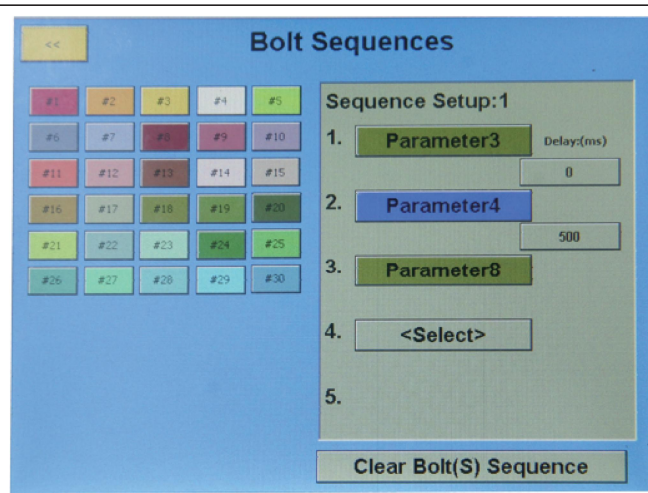 <<
Bolt Sequences
#1 #2 #3 #4 #5
#6 #7 #8 #9 #10
#11 #12 #13 #14 #15
#16 #17 #18 #19 #20
#21 #22 #23 #24 #25
#26 #27 #28 #29 #30
Sequence Setup:1
1. Parameter3 Delay:(ms)
0
2. Parameter4
500
3. Parameter8
4. <Select>
5.
Clear Bolt(S) Sequence